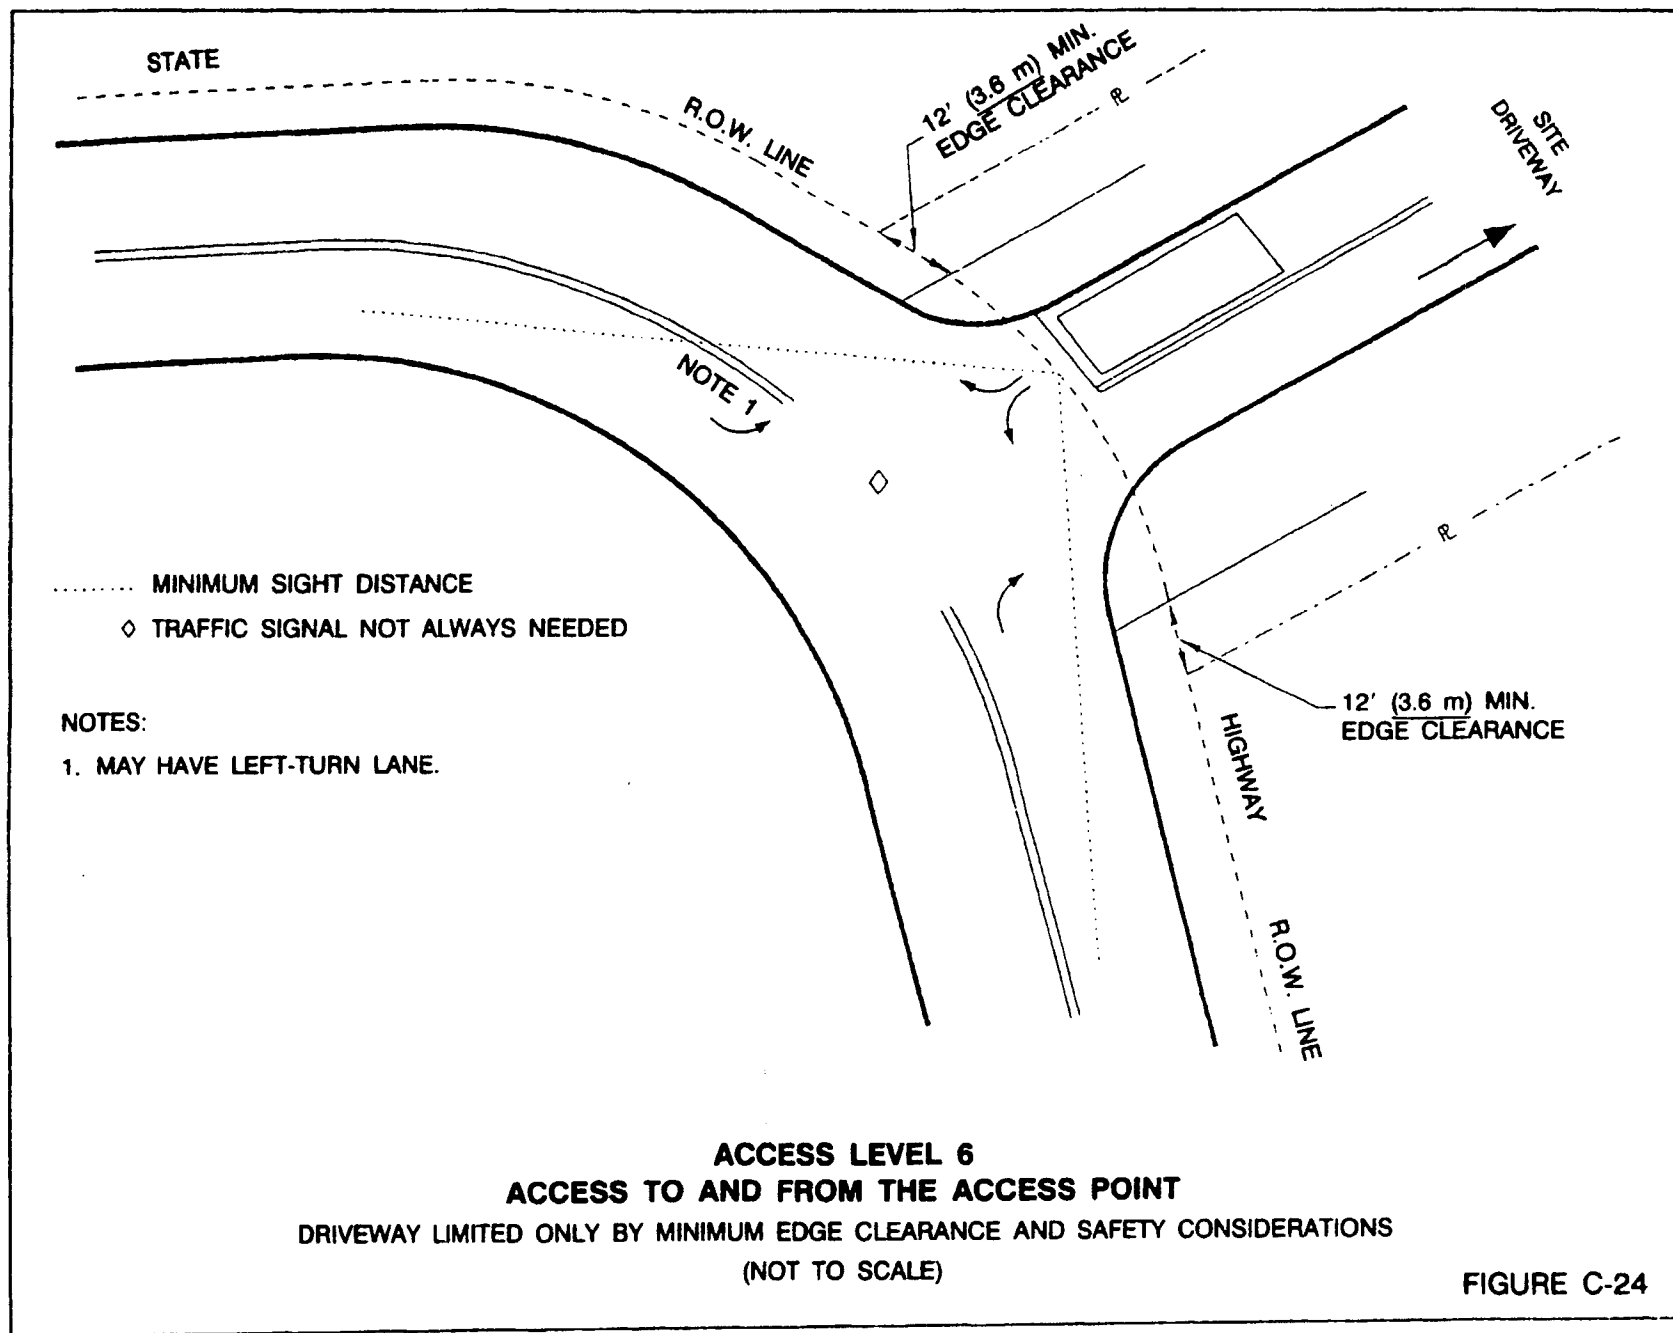 STATE
R.O.W. LINE
12' (3.6 m) MIN.
EDGE CLEARANCE
PL
SITE
DRIVEWAY
NOTE 1
PL
............ MINIMUM SIGHT DISTANCE
◊ TRAFFIC SIGNAL NOT ALWAYS NEEDED
NOTES:
1. MAY HAVE LEFT-TURN LANE.
12' (3.6 m) MIN.
EDGE CLEARANCE
HIGHWAY
R.O.W. LINE
ACCESS LEVEL 6
ACCESS TO AND FROM THE ACCESS POINT
DRIVEWAY LIMITED ONLY BY MINIMUM EDGE CLEARANCE AND SAFETY CONSIDERATIONS
(NOT TO SCALE)
FIGURE C-24